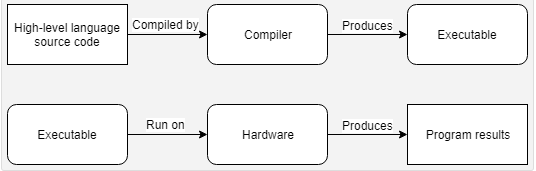 High-level language
source code
Compiled by
Compiler
Produces
Executable
Executable
Run on
Hardware
Produces
Program results